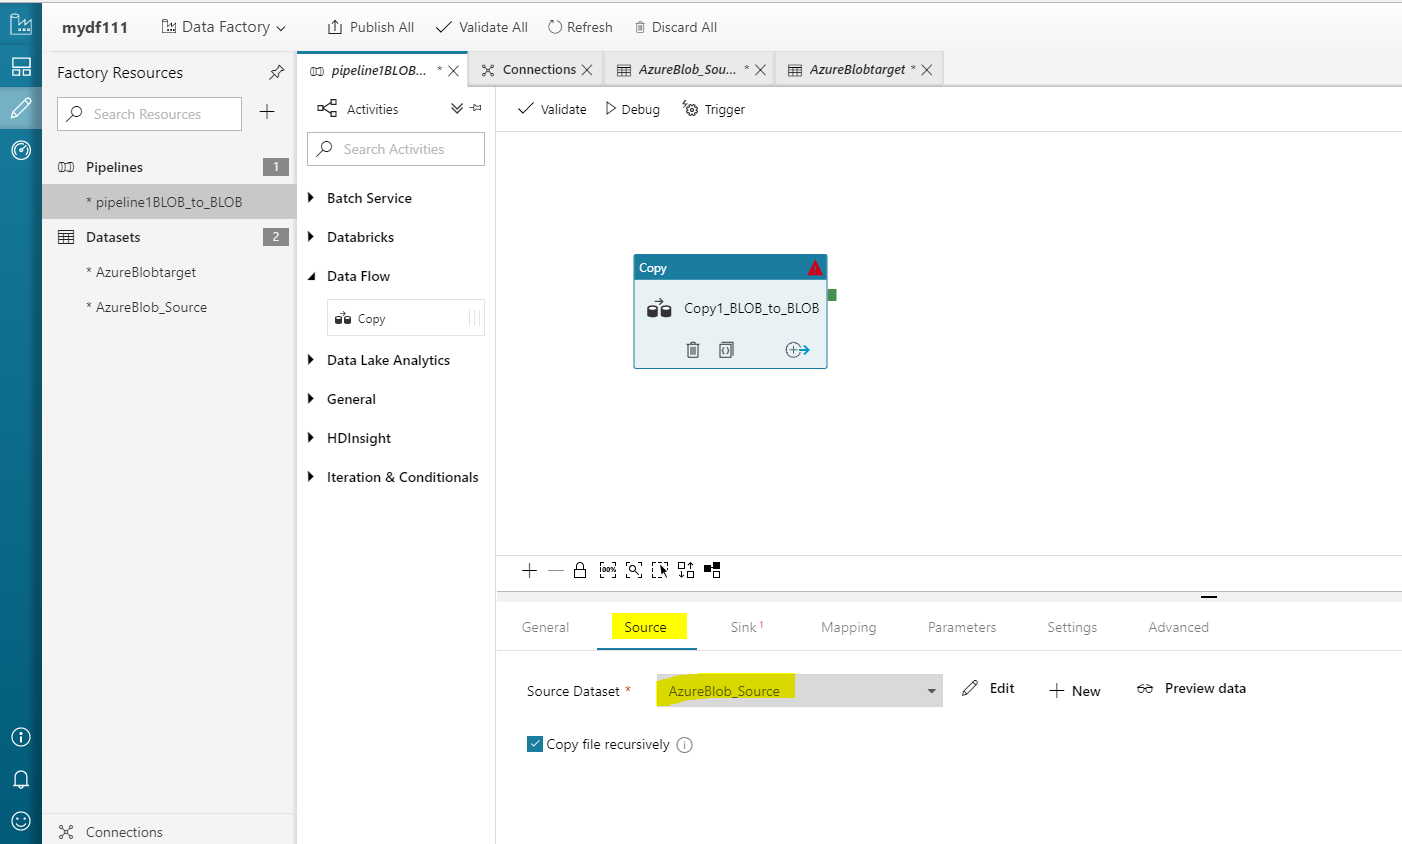 mydf111
Data Factory
Publish All
Validate All
Refresh
Discard All
Factory Resources
Search Resources
Pipelines
1
* pipeline1BLOB_to_BLOB
Datasets
2
* AzureBlobtarget
* AzureBlob_Source
Connections
pipeline1BLOB... *
Connections
AzureBlob_Sou... *
AzureBlobtarget *
Activities
Search Activities
Batch Service
Databricks
Data Flow
Copy
Data Lake Analytics
General
HDInsight
Iteration & Conditionals
Validate
Debug
Trigger
Copy
Copy1_BLOB_to_BLOB
100%
General
Source
Sink 1
Mapping
Parameters
Settings
Advanced
Source Dataset *
AzureBlob_Source
Edit
New
Preview data
Copy file recursively